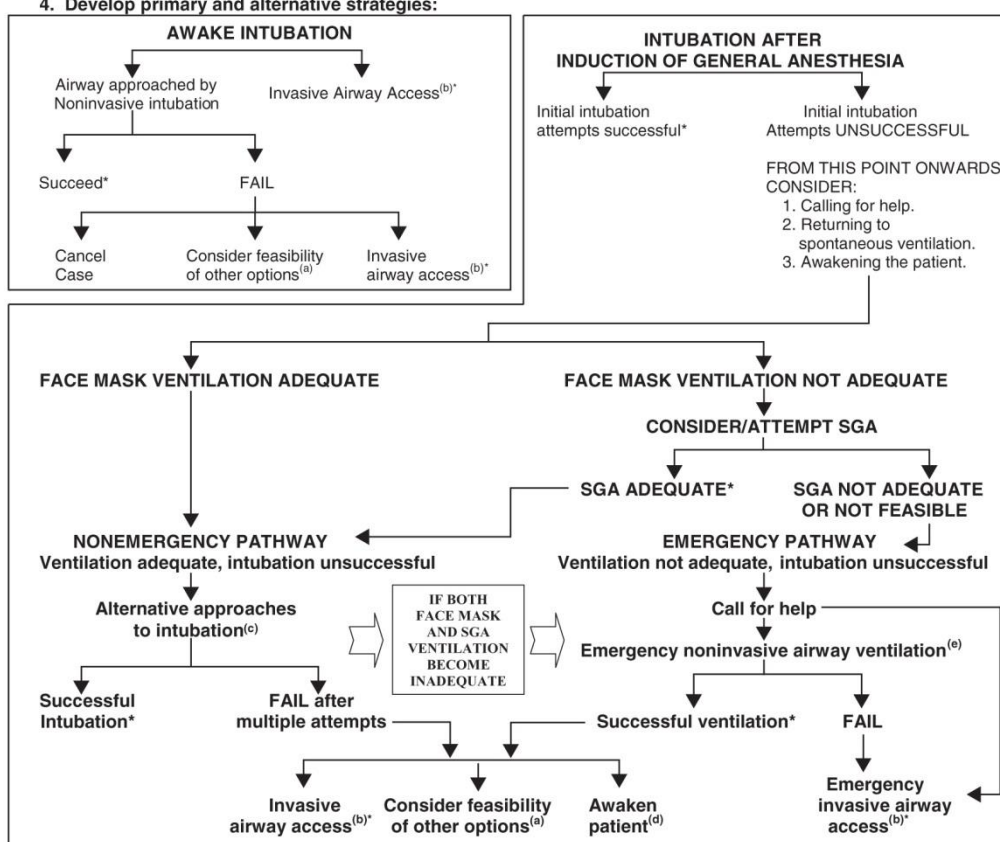 4. Develop primary and alternative strategies:
AWAKE INTUBATION
Airway approached by
Noninvasive intubation
Invasive Airway Access(b)*
Succeed*
FAIL
Cancel
Case
Consider feasibility
of other options(a)
Invasive
airway access(b)*
INTUBATION AFTER
INDUCTION OF GENERAL ANESTHESIA
Initial intubation
attempts successful*
Initial intubation
Attempts UNSUCCESSFUL
FROM THIS POINT ONWARDS
CONSIDER:
1. Calling for help.
2. Returning to
spontaneous ventilation.
3. Awakening the patient.
FACE MASK VENTILATION ADEQUATE
FACE MASK VENTILATION NOT ADEQUATE
CONSIDER/ATTEMPT SGA
SGA ADEQUATE*
SGA NOT ADEQUATE
OR NOT FEASIBLE
NONEMERGENCY PATHWAY
Ventilation adequate, intubation unsuccessful
EMERGENCY PATHWAY
Ventilation not adequate, intubation unsuccessful
Alternative approaches
to intubation(c)
IF BOTH
FACE MASK
AND SGA
VENTILATION
BECOME
INADEQUATE
Call for help
Emergency noninvasive airway ventilation(e)
Successful
Intubation*
FAIL after
multiple attempts
Successful ventilation*
FAIL
Invasive
airway access(b)*
Consider feasibility
of other options(a)
Awaken
patient(d)
Emergency
invasive airway
access(b)*